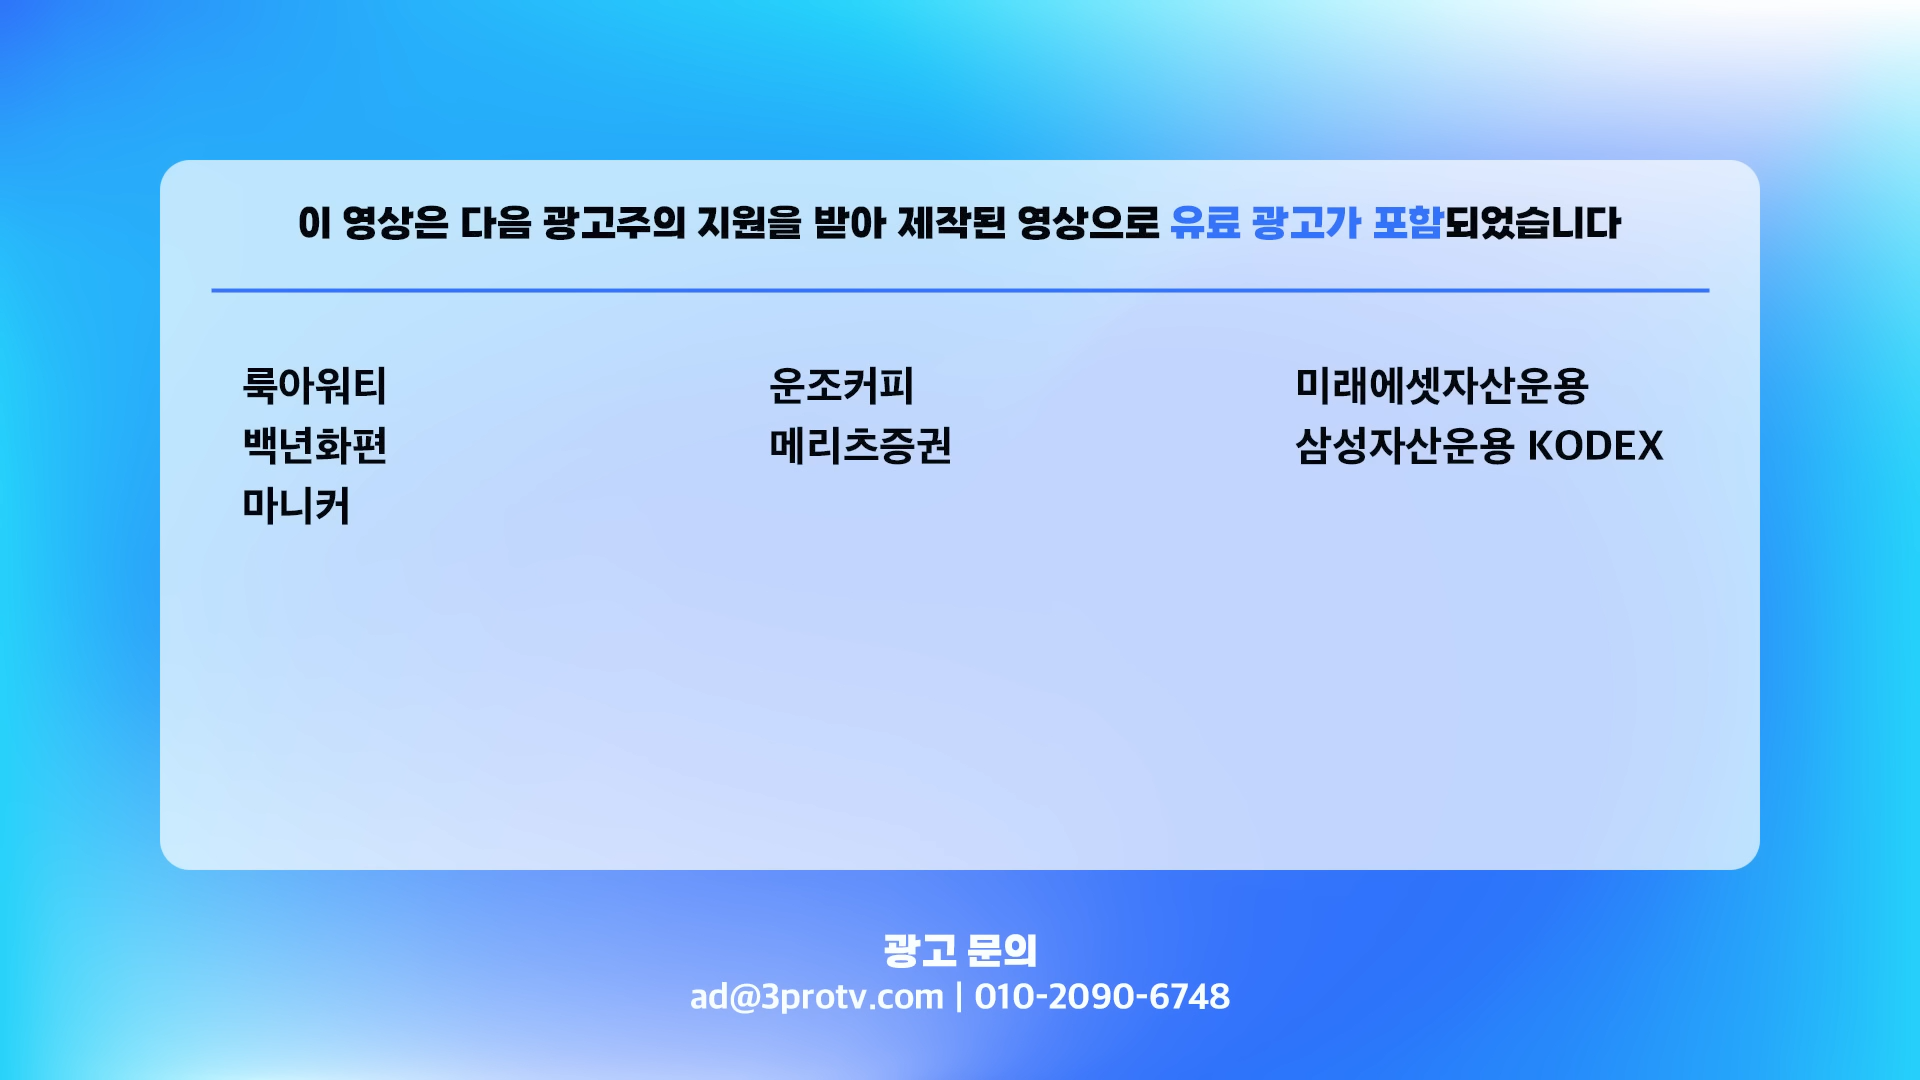 이 영상은 다음 광고주의 지원을 받아 제작된 영상으로 유료 광고가 포함되었습니다
룩아워티
백년화편
마니커
운조커피
메리츠증권
미래에셋자산운용
삼성자산운용 KODEX
광고 문의
ad@3protv.com | 010-2090-6748